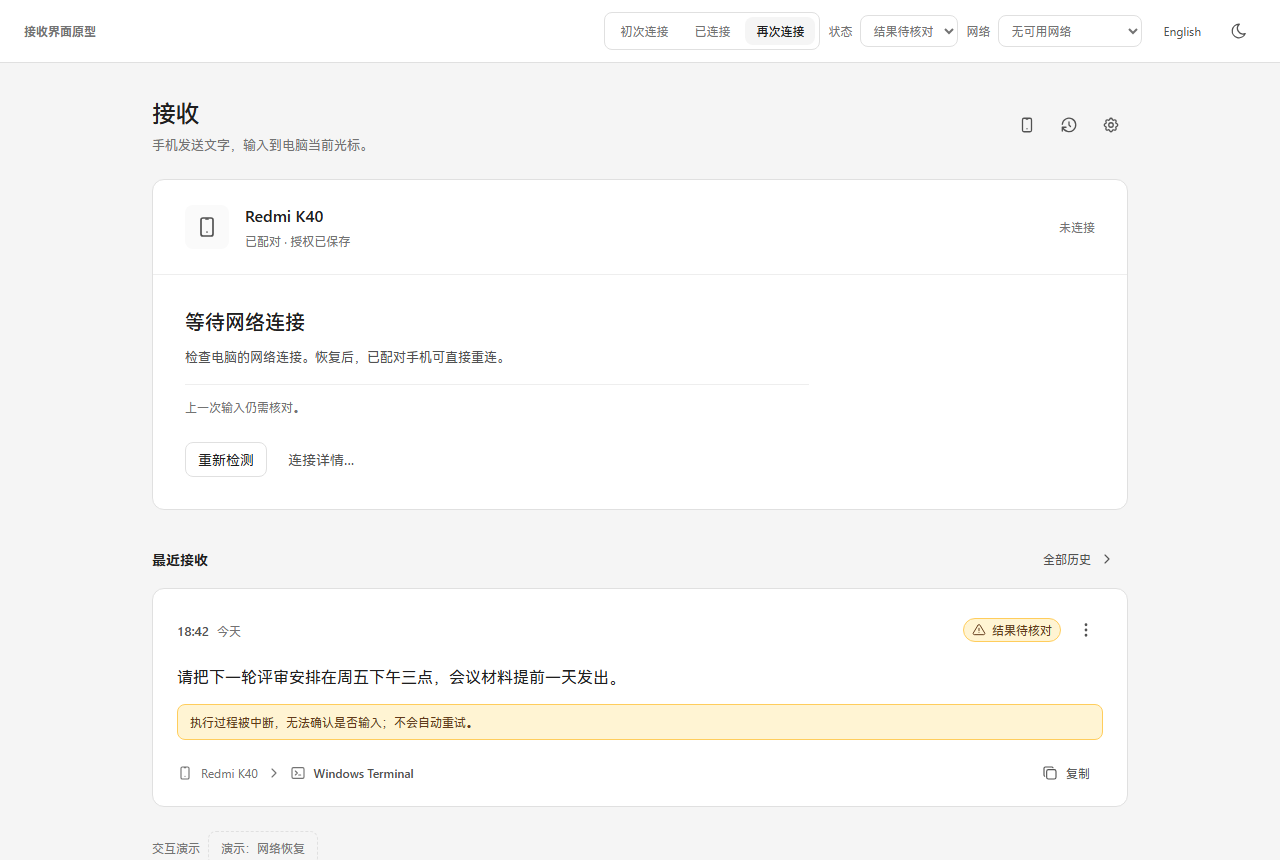 接收界面原型
初次连接 已连接 再次连接 状态 结果待核对 网络 无可用网络 English
接收
手机发送文字，输入到电脑当前光标。
Redmi K40
已配对 · 授权已保存
未连接
等待网络连接
检查电脑的网络连接。恢复后，已配对手机可直接重连。
上一次输入仍需核对。
重新检测 连接详情...
最近接收
全部历史
18:42 今天
结果待核对
请把下一轮评审安排在周五下午三点，会议材料提前一天发出。
执行过程被中断，无法确认是否输入；不会自动重试。
Redmi K40 Windows Terminal
复制
交互演示 演示：网络恢复